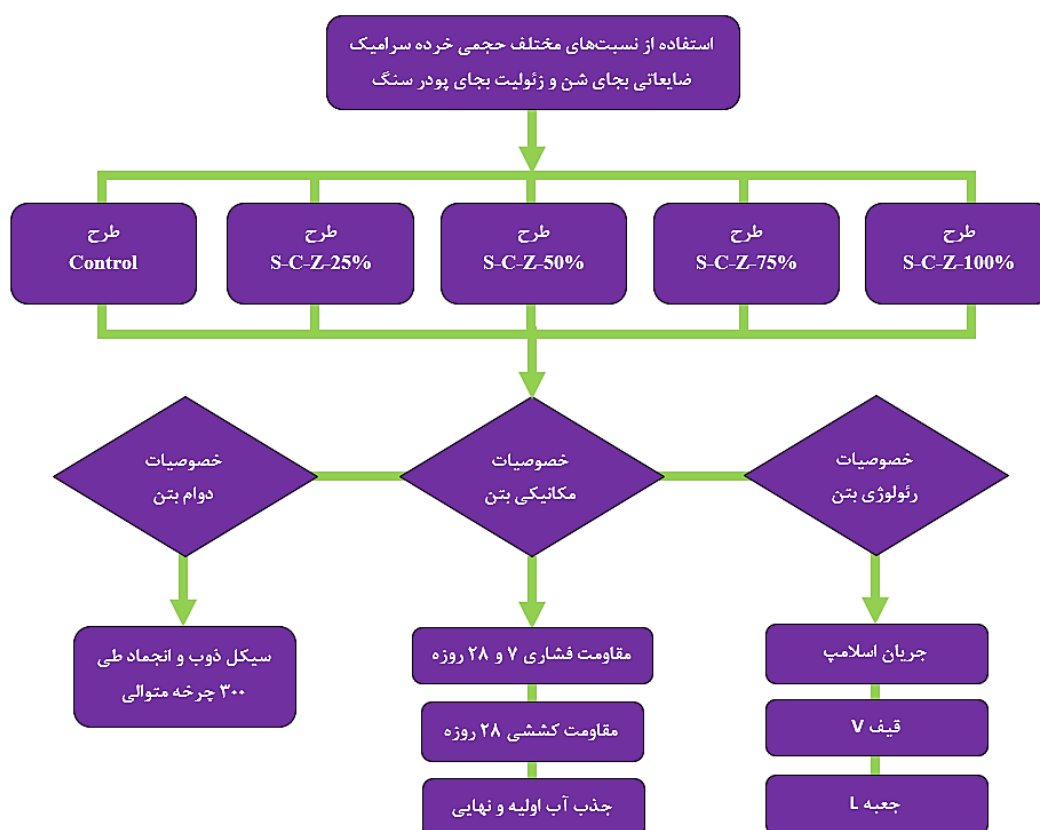 استفاده از نسبت‌های مختلف حجمی خرده سرامیک
ضایعاتی بجای شن و زئولیت بجای پودر سنگ
طرح
Control
طرح
S-C-Z-25%
طرح
S-C-Z-50%
طرح
S-C-Z-75%
طرح
S-C-Z-100%
خصوصیات
دوام بتن
خصوصیات
مکانیکی بتن
خصوصیات
رئولوژی بتن
سیکل ذوب و انجماد طی
۳۰۰ چرخه متوالی
مقاومت فشاری ۷ و ۲۸ روزه
مقاومت کششی ۲۸ روزه
جذب آب اولیه و نهایی
جریان اسلامپ
قیف V
جعبه L